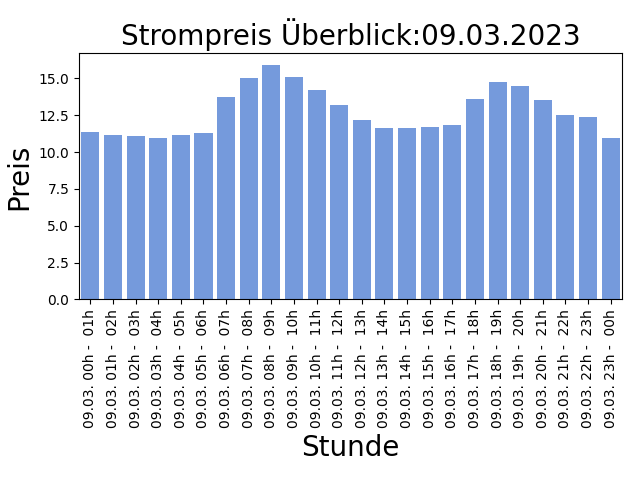 Strompreis Überblick:09.03.2023
Preis
15.0
12.5
10.0
7.5
5.0
2.5
0.0
09.03. 00h - 01h
09.03. 01h - 02h
09.03. 02h - 03h
09.03. 03h - 04h
09.03. 04h - 05h
09.03. 05h - 06h
09.03. 06h - 07h
09.03. 07h - 08h
09.03. 08h - 09h
09.03. 09h - 10h
09.03. 10h - 11h
09.03. 11h - 12h
09.03. 12h - 13h
09.03. 13h - 14h
09.03. 14h - 15h
09.03. 15h - 16h
09.03. 16h - 17h
09.03. 17h - 18h
09.03. 18h - 19h
09.03. 19h - 20h
09.03. 20h - 21h
09.03. 21h - 22h
09.03. 22h - 23h
09.03. 23h - 00h
Stunde